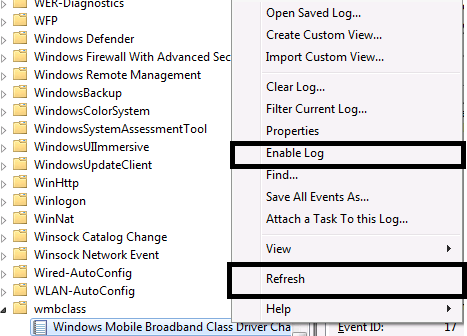 WER-Diagnostics
WFP
Windows Defender
Windows Firewall With Advanced Sec
Windows Remote Management
WindowsBackup
WindowsColorSystem
WindowsSystemAssessmentTool
WindowsUIImmersive
WindowsUpdateClient
WinHttp
Winlogon
WinNat
Winsock Catalog Change
Winsock Network Event
Wired-AutoConfig
WLAN-AutoConfig
wmbclass
Windows Mobile Broadband Class Driver Cha
Open Saved Log...
Create Custom View...
Import Custom View...
Clear Log...
Filter Current Log...
Properties
Enable Log
Find...
Save All Events As...
Attach a Task To this Log...
View
Refresh
Help
Event ID: 17